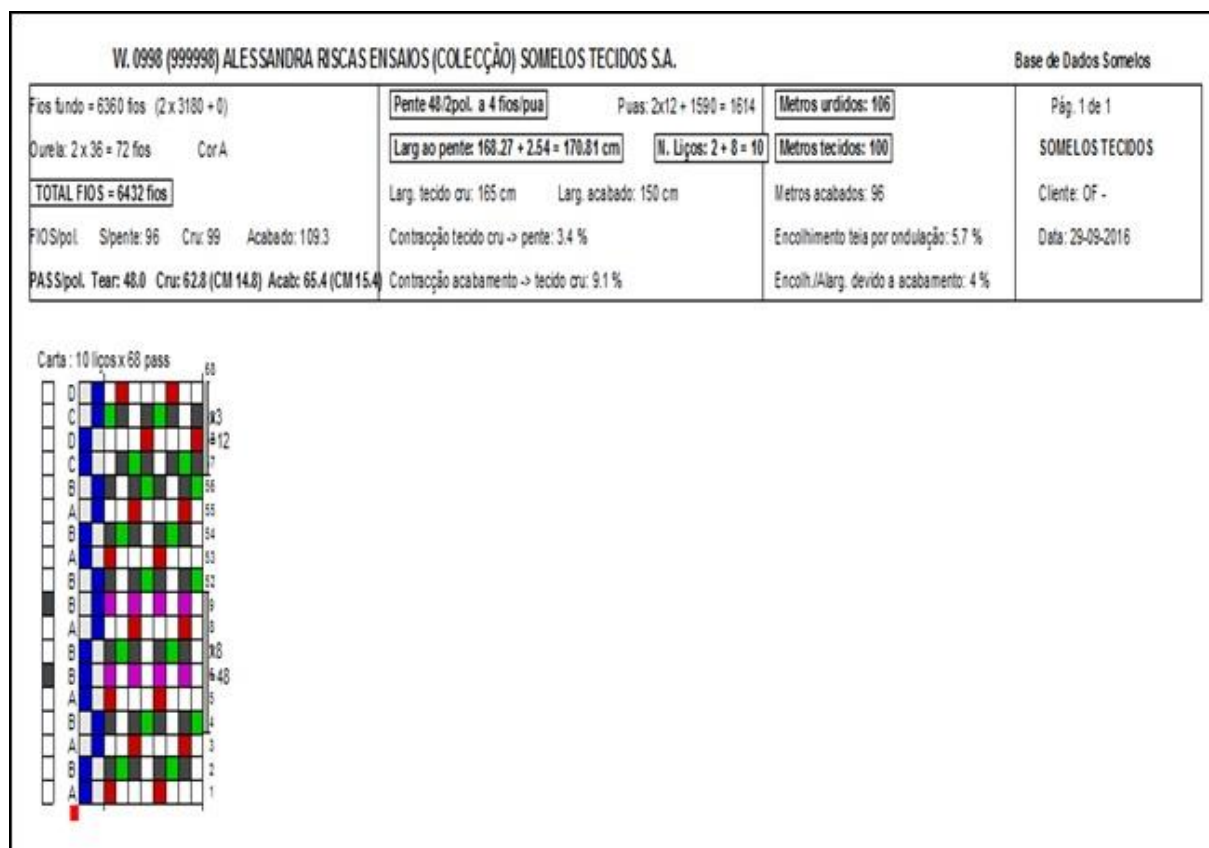 W. 0998 (999998) ALESSANDRA RISCAS ENSAIOS (COLECÇÃO) SOMELOS TECIDOS S.A. Base de Dados Somelos
Fios fundo = 6360 fios (2 x 3180 + 0) Pente 48/2pol. a 4 fios/pua Puas: 2x12 + 1590 = 1614 Metros urdidos: 106 Pág. 1 de 1
Ourela: 2 x 36 = 72 fios Cor A Larg ao pente: 168.27 + 2.54 = 170.81 cm N. Liços: 2 + 8 = 10 Metros tecidos: 100 SOMELOS TECIDOS
TOTAL FIOS = 6432 fios Larg. tecido cru: 165 cm Larg. acabado: 150 cm Metros acabados: 96 Cliente: OF -
FIOS/pol. S/pente: 96 Cru: 99 Acabado: 109.3 Contracção tecido cru -> pente: 3.4 % Encolhimento teia por ondulação: 5.7 % Data: 29-09-2016
PASS/pol. Tear: 48.0 Cru: 62.8 (CM 14.8) Acab: 65.4 (CM 15.4) Contracção acabamento -> tecido cru: 9.1 % Encolh./Alarg. devido a acabamento: 4 %
Carta : 10 liços x 68 pass
68
D
C x3
D 12
C 57
B 56
A 55
B 54
A 53
B 52
B 9
A 8
B x8
B 48
A 5
B 4
A 3
B 2
A 1